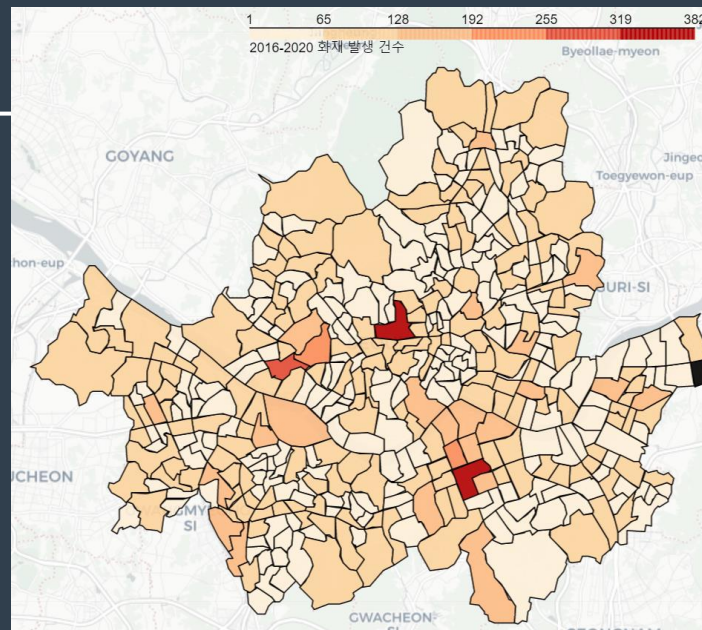 1 65 128 192 255 319 382
2016-2020 화재 발생 건수
Byeollae-myeon
GOYANG
Jingeo
Toegyewon-eup
hon-eup
URI-SI
UCHEON
SI
GWACHEON-
SI